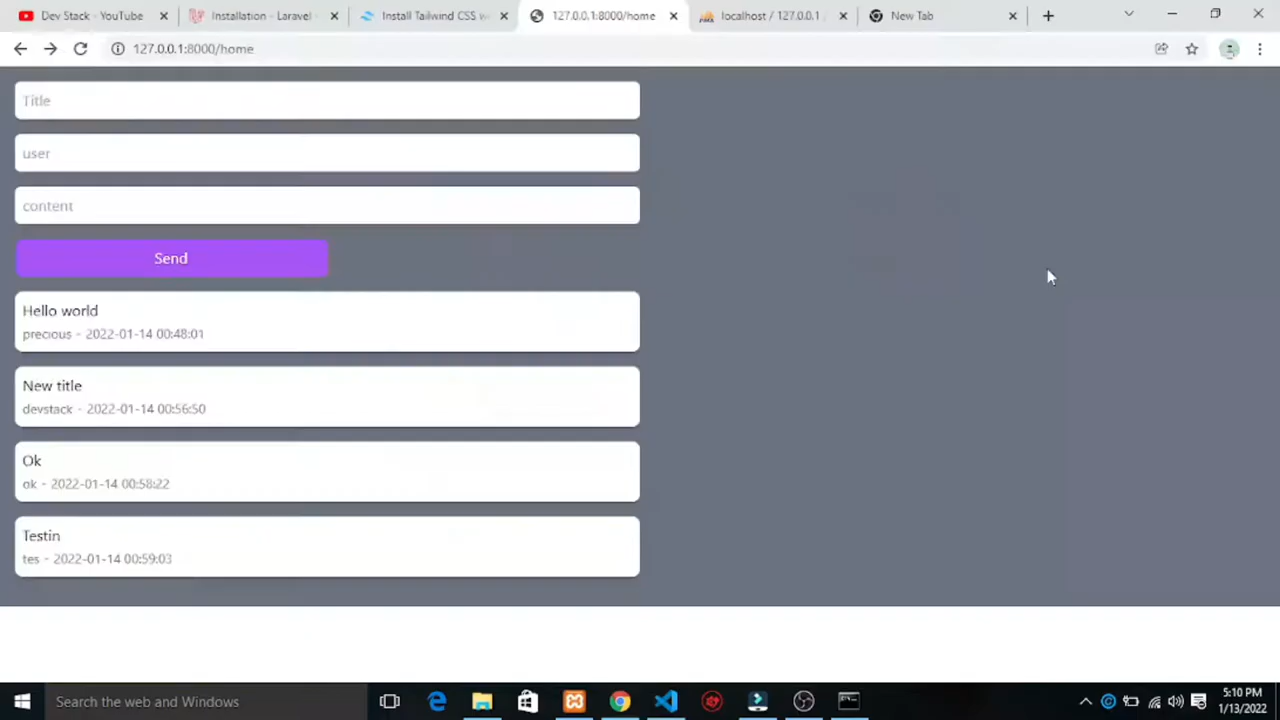 Dev Stack - YouTube
Installation - Laravel
Install Tailwind CSS w
127.0.0.1:8000/home
localhost / 127.0.0.1
New Tab
127.0.0.1:8000/home
Title
user
content
Send
Hello world
precious - 2022-01-14 00:48:01
New title
devstack - 2022-01-14 00:56:50
Ok
ok - 2022-01-14 00:58:22
Testin
tes - 2022-01-14 00:59:03
Search the web and Windows
5:10 PM
1/13/2022